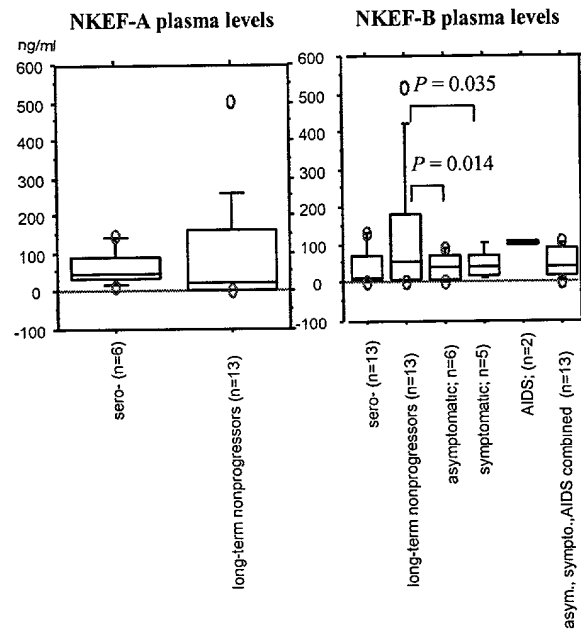 NKEF-A plasma levels
ng/ml
600
500
400
300
200
100
0
-100
sero- (n=6)
long-term nonprogressors (n=13)
NKEF-B plasma levels
600
500
400
300
200
100
0
-100
P = 0.035
P = 0.014
sero- (n=13)
long-term nonprogressors (n=13)
asymptomatic; n=6)
symptomatic; n=5)
AIDS; (n=2)
asym., sympto.,AIDS combined (n=13)